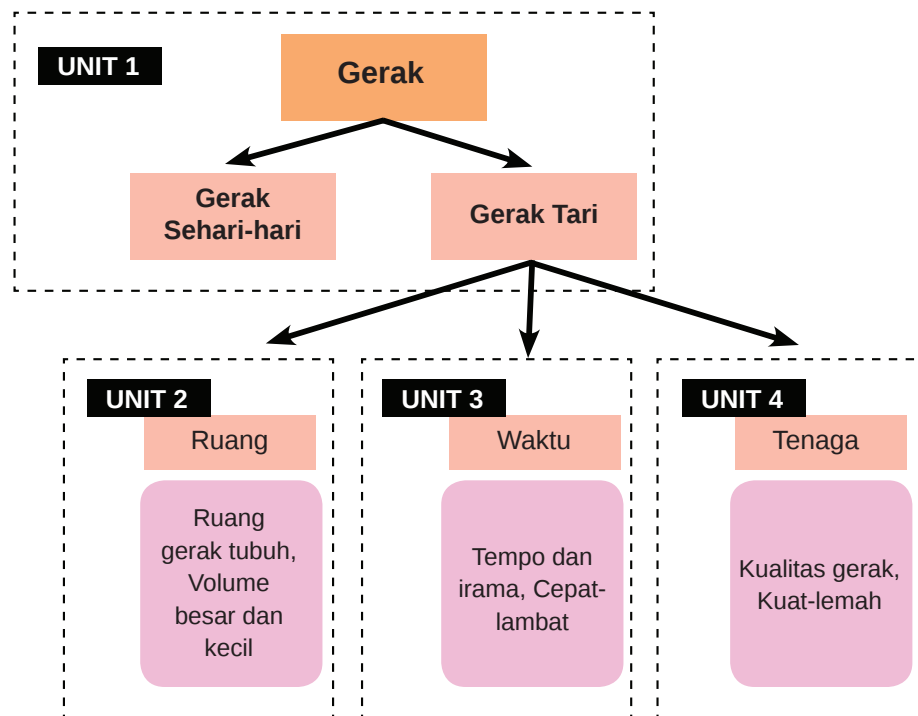 UNIT 1
Gerak
Gerak
Sehari-hari
Gerak Tari
UNIT 2
Ruang
Ruang
gerak tubuh,
Volume
besar dan
kecil
UNIT 3
Waktu
Tempo dan
irama, Cepat-
lambat
UNIT 4
Tenaga
Kualitas gerak,
Kuat-lemah